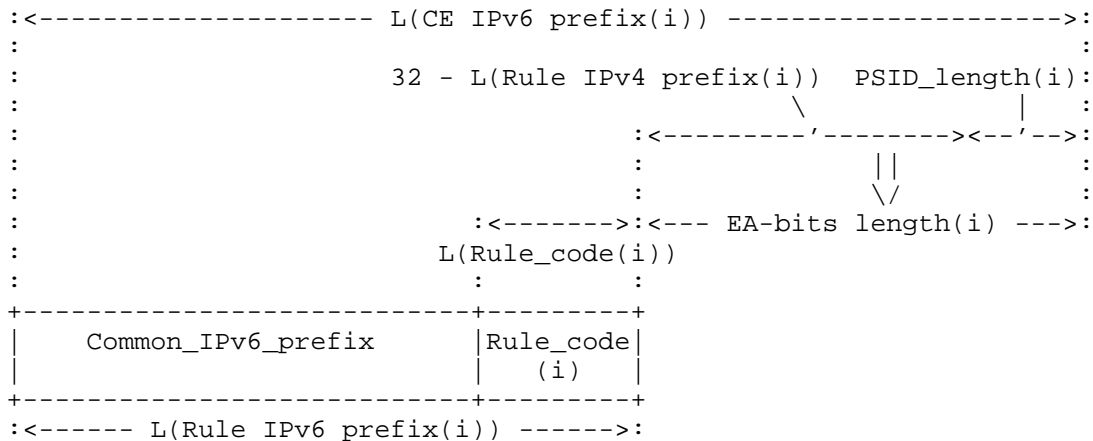 :<------------------- L(CE IPv6 prefix(i)) -------------------->:
:                                                               :
:                       32 - L(Rule IPv4 prefix(i))  PSID_length(i):
:                                                \             |   :
:                                      :<---------'--------><--'-->:
:                                      :              ||           :
:                                      :              \/           :
:                            :<------->:<--- EA-bits length(i) --->:
:                          L(Rule_code(i))
:                            :         :
+----------------------------+---------+
|    Common_IPv6_prefix      |Rule_code|
|                            |   (i)   |
+----------------------------+---------+
:<------ L(Rule IPv6 prefix(i)) ------>: